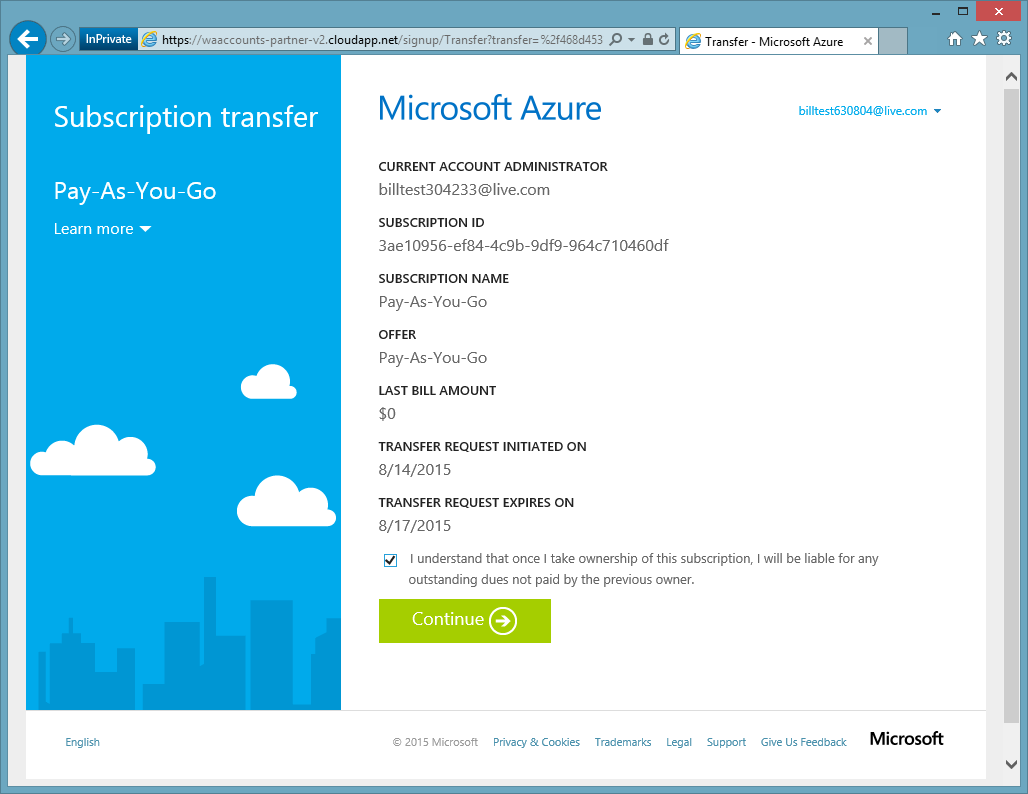 InPrivate
https://waaccounts-partner-v2.cloudapp.net/signup/Transfer?transfer=%2f468d453
Transfer - Microsoft Azure
Subscription transfer
Pay-As-You-Go
Learn more
Microsoft Azure
billtest630804@live.com
CURRENT ACCOUNT ADMINISTRATOR
billtest304233@live.com
SUBSCRIPTION ID
3ae10956-ef84-4c9b-9df9-964c710460df
SUBSCRIPTION NAME
Pay-As-You-Go
OFFER
Pay-As-You-Go
LAST BILL AMOUNT
$0
TRANSFER REQUEST INITIATED ON
8/14/2015
TRANSFER REQUEST EXPIRES ON
8/17/2015
I understand that once I take ownership of this subscription, I will be liable for any
outstanding dues not paid by the previous owner.
Continue
English
© 2015 Microsoft
Privacy & Cookies
Trademarks
Legal
Support
Give Us Feedback
Microsoft